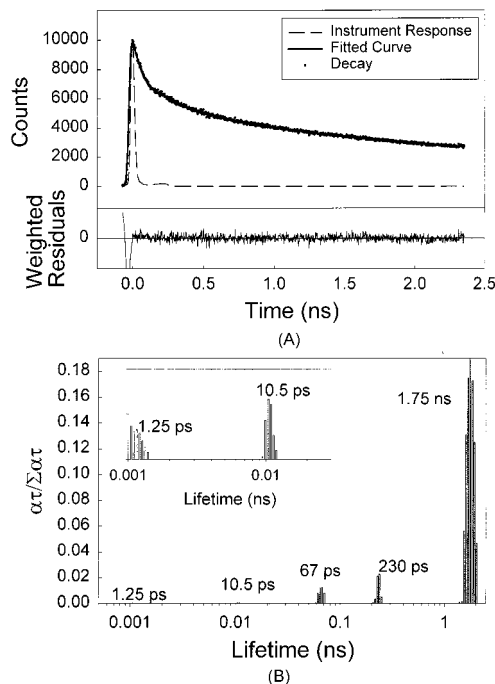 Instrument Response
Fitted Curve
Decay
10000
8000
6000
4000
2000
0
Counts
0
Weighted
Residuals
0.0 0.5 1.0 1.5 2.0 2.5
Time (ns)
(A)
0.18
0.16
0.14
0.12
0.10
0.08
0.06
0.04
0.02
0.00
ατ/Σατ
1.25 ps
10.5 ps
0.001 0.01
Lifetime (ns)
1.75 ns
1.25 ps
10.5 ps
67 ps
230 ps
0.001 0.01 0.1 1
Lifetime (ns)
(B)